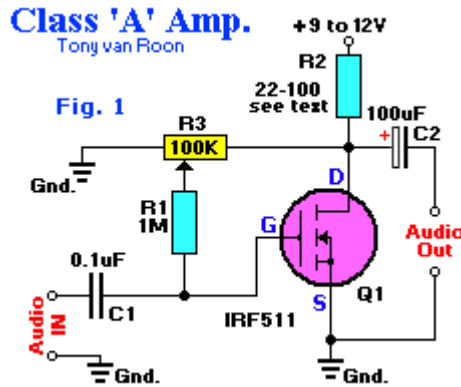 Class 'A' Amp.
Tony van Roon
+9 to 12V
R2
22-100
see text
Fig. 1
100uF
R3
+ C2
100K
Gnd.
D
R1
1M
G
Audio
Out
0.1uF
S
Q1
IRF511
C1
Audio
IN
Gnd.
Gnd.